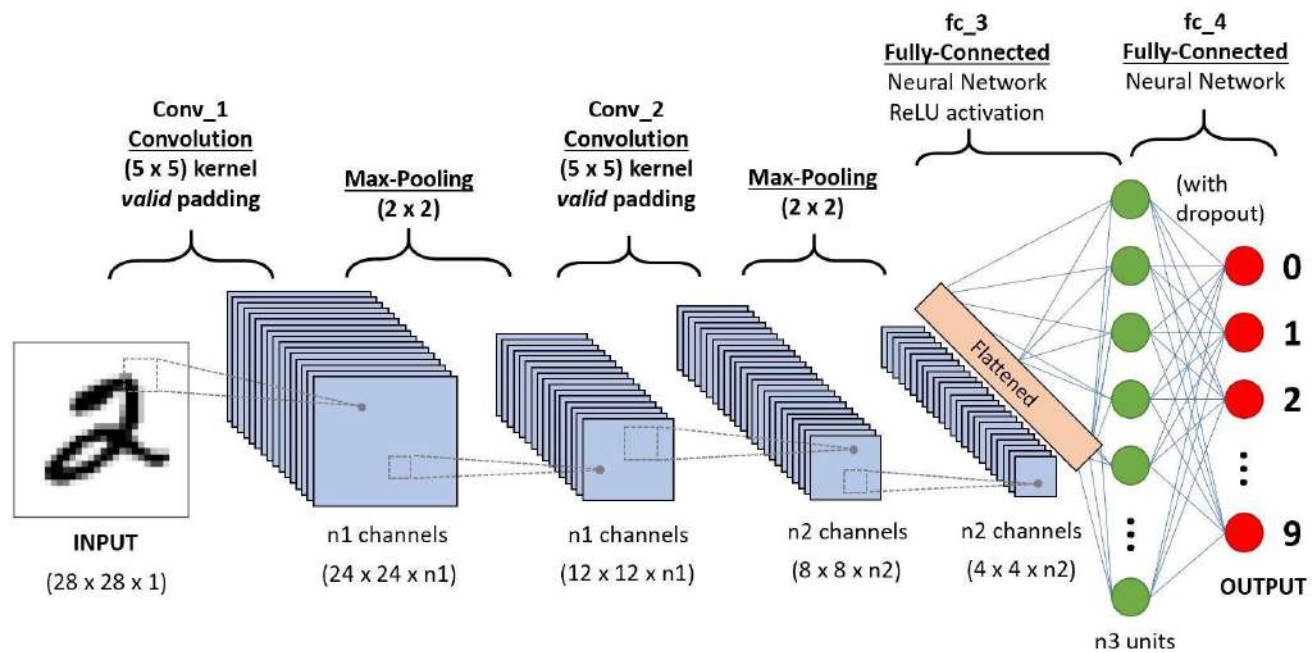 fc_3
Fully-Connected
Neural Network
ReLU activation
fc_4
Fully-Connected
Neural Network
Conv_1
Convolution
(5 x 5) kernel
valid padding
Max-Pooling
(2 x 2)
Conv_2
Convolution
(5 x 5) kernel
valid padding
Max-Pooling
(2 x 2)
(with
dropout)
Flattened
0
1
2
9
INPUT
(28 x 28 x 1)
n1 channels
(24 x 24 x n1)
n1 channels
(12 x 12 x n1)
n2 channels
(8 x 8 x n2)
n2 channels
(4 x 4 x n2)
OUTPUT
n3 units